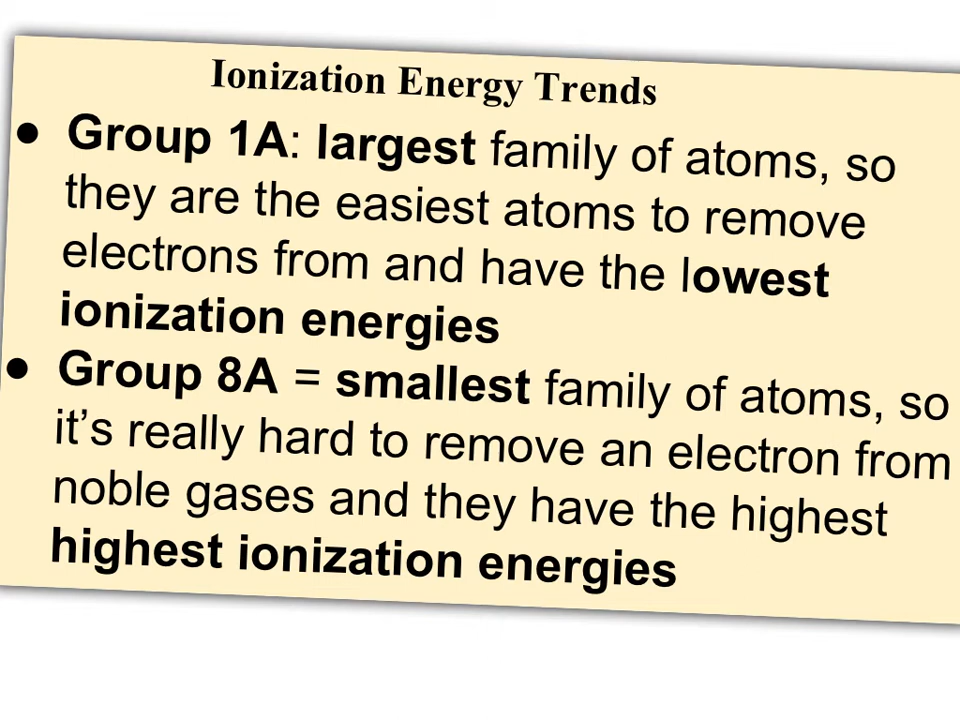 Ionization Energy Trends
● Group 1A: largest family of atoms, so
they are the easiest atoms to remove
electrons from and have the lowest
ionization energies
● Group 8A = smallest family of atoms, so
it’s really hard to remove an electron from
noble gases and they have the highest
highest ionization energies